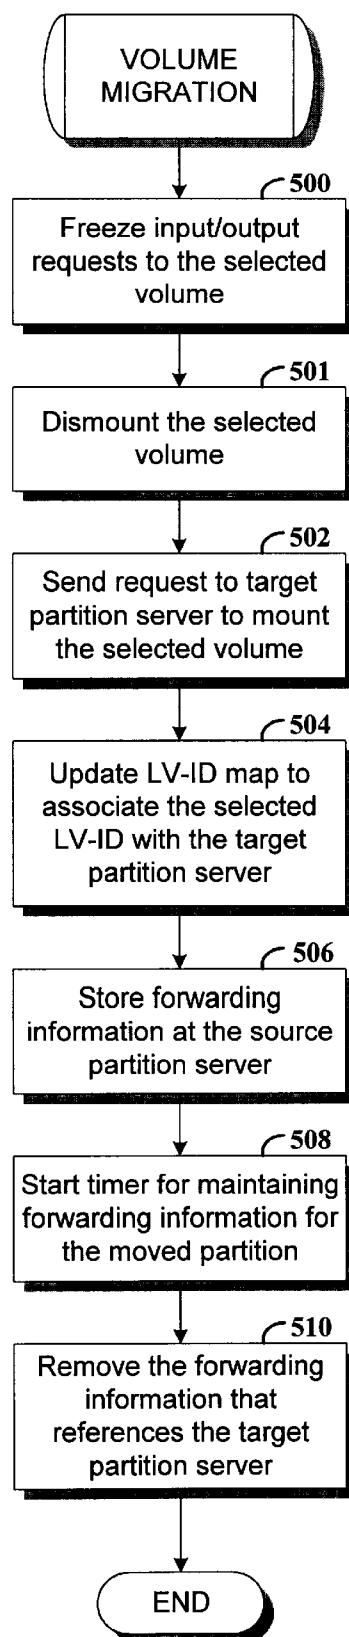 VOLUME
MIGRATION
500
Freeze input/output
requests to the selected
volume
501
Dismount the selected
volume
502
Send request to target
partition server to mount
the selected volume
504
Update LV-ID map to
associate the selected
LV-ID with the target
partition server
506
Store forwarding
information at the source
partition server
508
Start timer for maintaining
forwarding information for
the moved partition
510
Remove the forwarding
information that
references the target
partition server
END